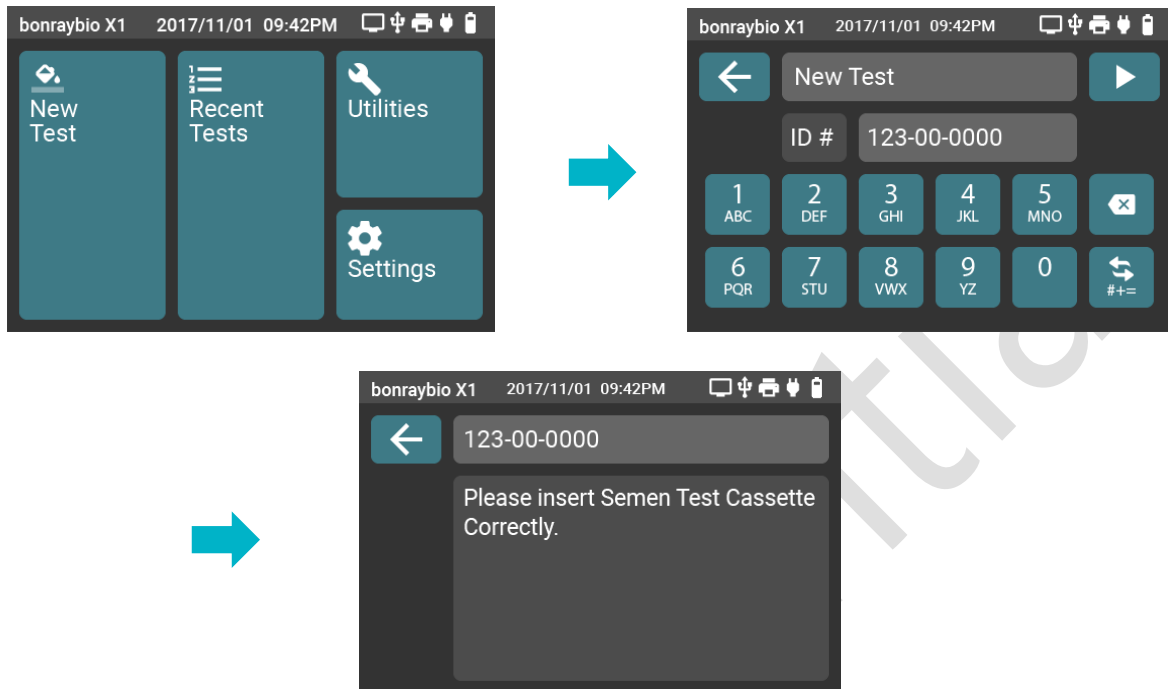 bonraybio X1 2017/11/01 09:42PM
New
Test
1
2
3
Recent
Tests
Utilities
Settings
bonraybio X1 2017/11/01 09:42PM
New Test
ID # 123-00-0000
1 2 3 4 5
ABC DEF GHI JKL MNO
6 7 8 9 0
PQR STU VWX YZ #+=
bonraybio X1 2017/11/01 09:42PM
123-00-0000
Please insert Semen Test Cassette
Correctly.